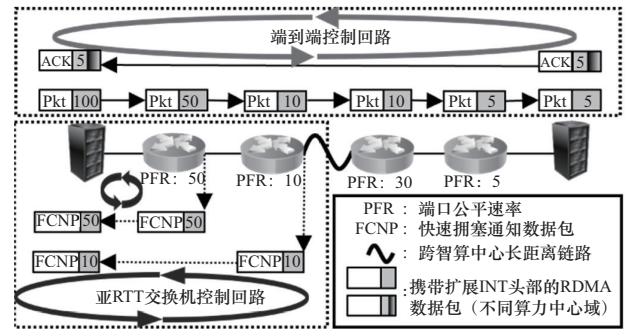 端到端控制回路
ACK 5
ACK 5
Pkt 100
Pkt 50
Pkt 10
Pkt 10
Pkt 5
Pkt 5
PFR：50
PFR：10
PFR：30
PFR：5
FCNP 50
FCNP 50
FCNP 10
FCNP 10
亚RTT交换机控制回路
PFR ：端口公平速率
FCNP ：快速拥塞通知数据包
：跨智算中心长距离链路
：携带扩展INT头部的RDMA
数据包（不同算力中心域）